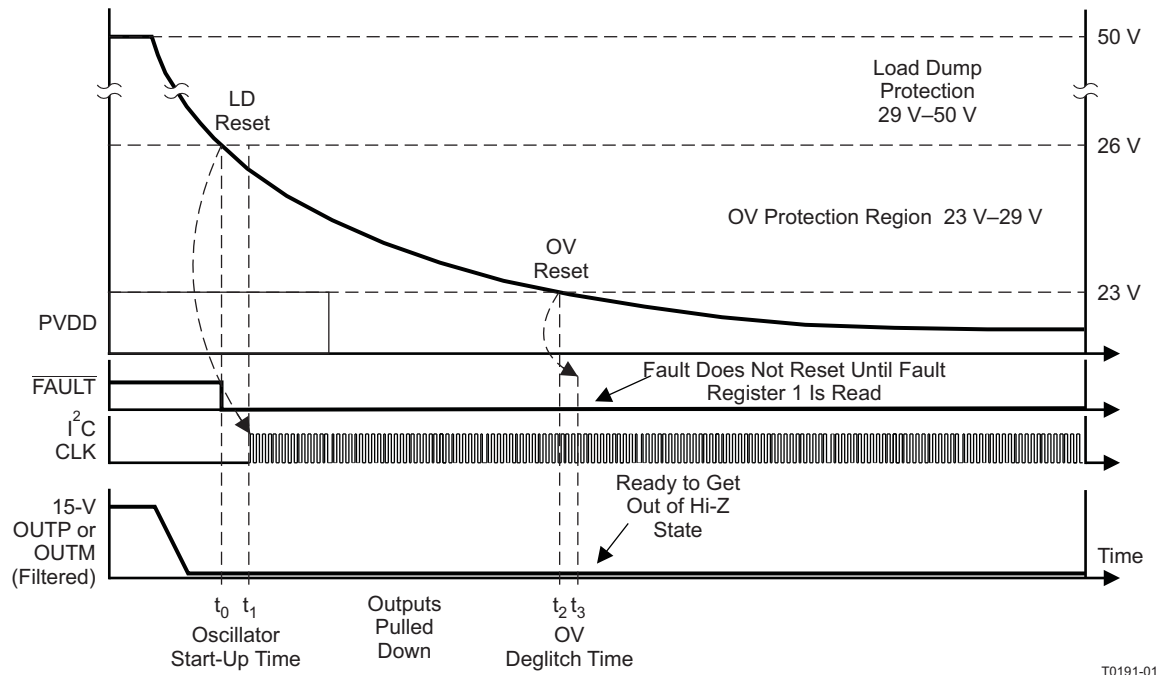 50 V
Load Dump
Protection
29 V–50 V
LD
Reset
26 V
OV Protection Region 23 V–29 V
OV
Reset
23 V
PVDD
FAULT
Fault Does Not Reset Until Fault
Register 1 Is Read
I²C
CLK
Ready to Get
Out of Hi-Z
State
15-V
OUTP or
OUTM
(Filtered)
Time
t₀ t₁
Oscillator
Start-Up Time
Outputs
Pulled
Down
t₂ t₃
OV
Deglitch Time
T0191-01